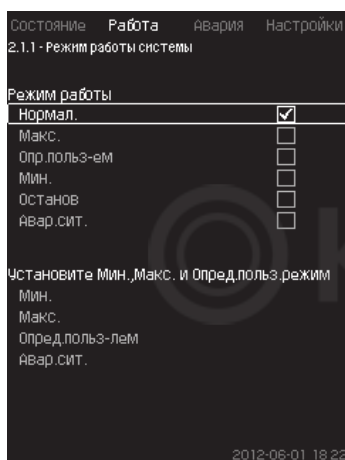 Состояние Работа Авария Настройки
2.1.1 - Режим работы системы
Режим работы
Нормал.
Макс.
Опр.польз-ем
Мин.
Останов
Авар.сит.
Установите Мин.,Макс. и Опред.польз.режим
Мин.
Макс.
Опред.польз-лем
Авар.сит.
2012-06-01 18:22